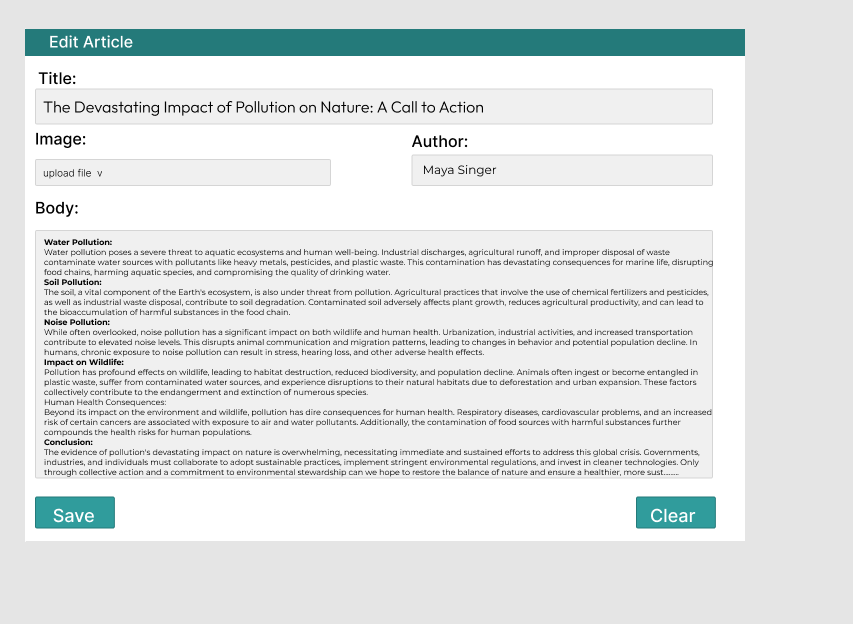 Edit Article
Title:
The Devastating Impact of Pollution on Nature: A Call to Action
Image:
Author:
upload file v
Maya Singer
Body:
Water Pollution:
Water pollution poses a severe threat to aquatic ecosystems and human well-being. Industrial discharges, agricultural runoff, and improper disposal of waste
contaminate water sources with pollutants like heavy metals, pesticides, and plastic waste. This contamination has devastating consequences for marine life, disrupting
food chains, harming aquatic species, and compromising the quality of drinking water.
Soil Pollution:
The soil, a vital component of the Earth's ecosystem, is also under threat from pollution. Agricultural practices that involve the use of chemical fertilizers and pesticides,
as well as industrial waste disposal, contribute to soil degradation. Contaminated soil adversely affects plant growth, reduces agricultural productivity, and can lead to
the bioaccumulation of harmful substances in the food chain.
Noise Pollution:
While often overlooked, noise pollution has a significant impact on both wildlife and human health. Urbanization, industrial activities, and increased transportation
contribute to elevated noise levels. This disrupts animal communication and migration patterns, leading to changes in behavior and potential population decline. In
humans, chronic exposure to noise pollution can result in stress, hearing loss, and other adverse health effects.
Impact on Wildlife:
Pollution has profound effects on wildlife, leading to habitat destruction, reduced biodiversity, and population decline. Animals often ingest or become entangled in
plastic waste, suffer from contaminated water sources, and experience disruptions to their natural habitats due to deforestation and urban expansion. These factors
collectively contribute to the endangerment and extinction of numerous species.
Human Health Consequences:
Beyond its impact on the environment and wildlife, pollution has dire consequences for human health. Respiratory diseases, cardiovascular problems, and an increased
risk of certain cancers are associated with exposure to air and water pollutants. Additionally, the contamination of food sources with harmful substances further
compounds the health risks for human populations.
Conclusion:
The evidence of pollution's devastating impact on nature is overwhelming, necessitating immediate and sustained efforts to address this global crisis. Governments,
industries, and individuals must collaborate to adopt sustainable practices, implement stringent environmental regulations, and invest in cleaner technologies. Only
through collective action and a commitment to environmental stewardship can we hope to restore the balance of nature and ensure a healthier, more sust........
Save
Clear